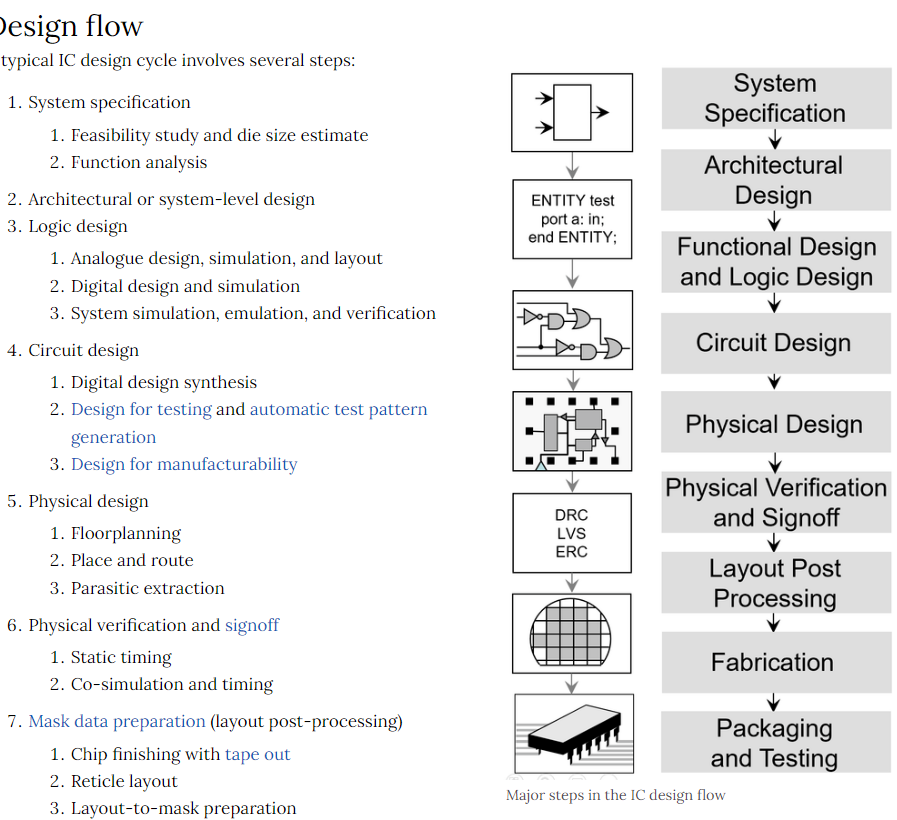 Design flow
typical IC design cycle involves several steps:
1. System specification
1. Feasibility study and die size estimate
2. Function analysis
2. Architectural or system-level design
3. Logic design
1. Analogue design, simulation, and layout
2. Digital design and simulation
3. System simulation, emulation, and verification
4. Circuit design
1. Digital design synthesis
2. Design for testing and automatic test pattern
generation
3. Design for manufacturability
5. Physical design
1. Floorplanning
2. Place and route
3. Parasitic extraction
6. Physical verification and signoff
1. Static timing
2. Co-simulation and timing
7. Mask data preparation (layout post-processing)
1. Chip finishing with tape out
2. Reticle layout
3. Layout-to-mask preparation
ENTITY test
port a: in;
end ENTITY;
DRC
LVS
ERC
System
Specification
Architectural
Design
Functional Design
and Logic Design
Circuit Design
Physical Design
Physical Verification
and Signoff
Layout Post
Processing
Fabrication
Packaging
and Testing
Major steps in the IC design flow